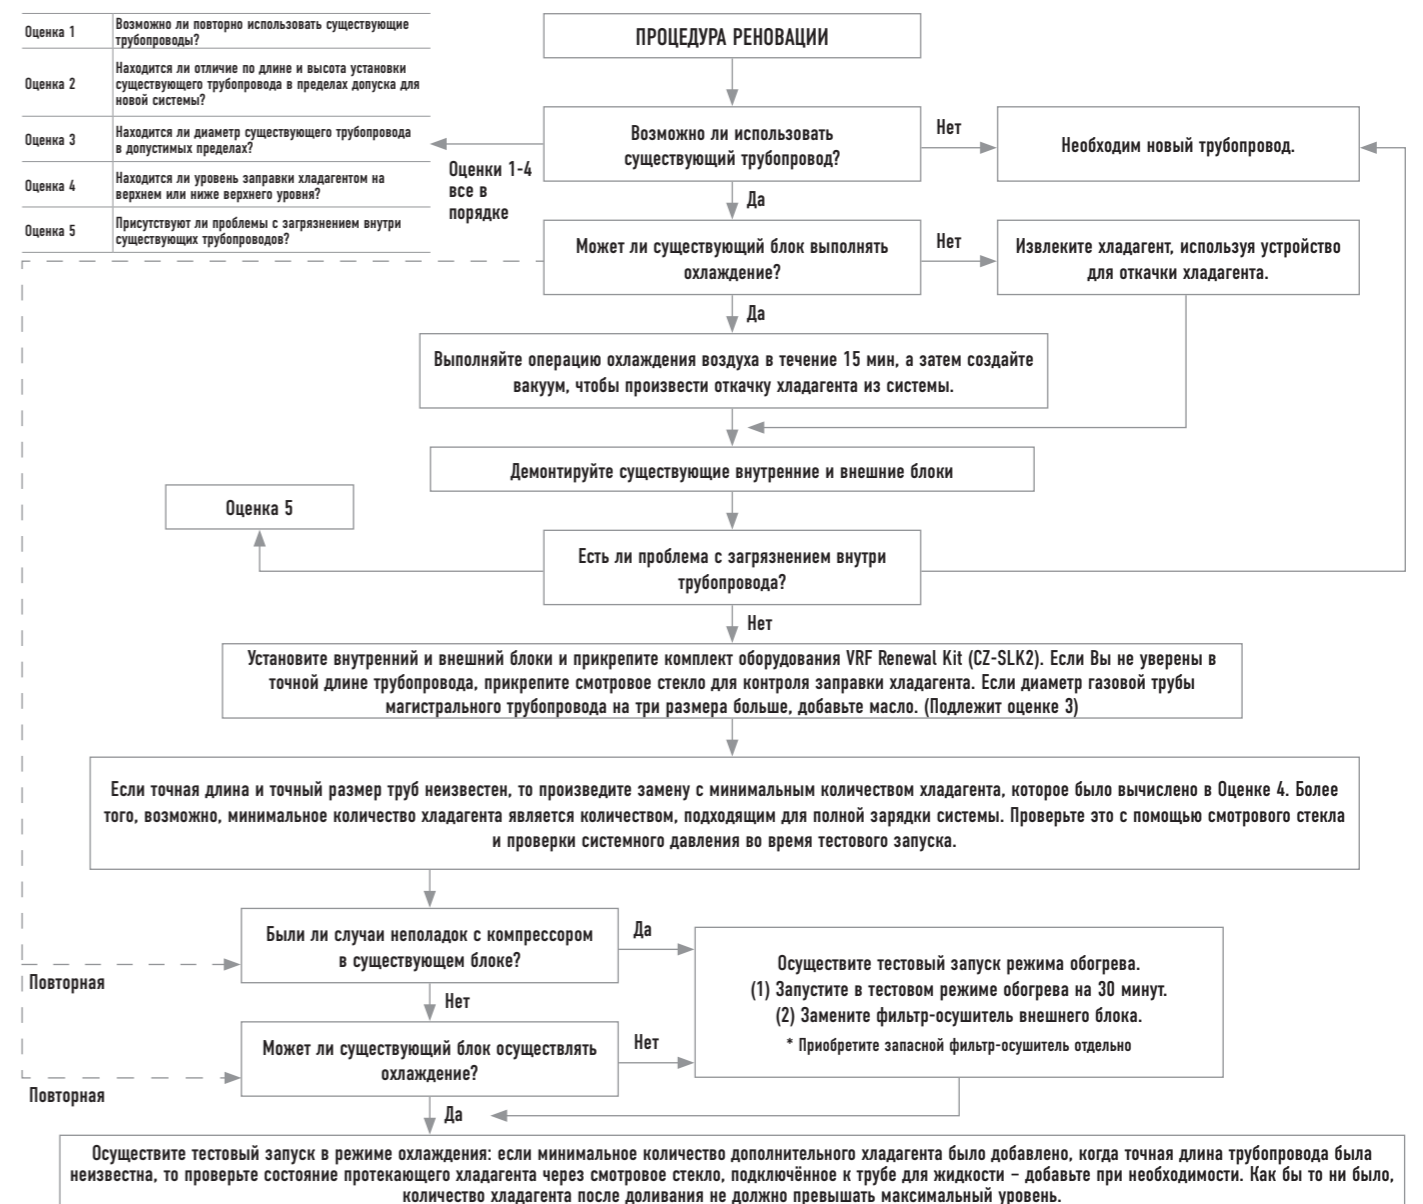 Оценка 1
Возможно ли повторно использовать существующие
трубопроводы?
Оценка 2
Находится ли отличие по длине и высота установки
существующего трубопровода в пределах допуска для
новой системы?
Оценка 3
Находится ли диаметр существующего трубопровода
в допустимых пределах?
Оценка 4
Находится ли уровень заправки хладагентом на
верхнем или ниже верхнего уровня?
Оценка 5
Присутствуют ли проблемы с загрязнением внутри
существующих трубопроводов?
ПРОЦЕДУРА РЕНОВАЦИИ
Возможно ли использовать
существующий трубопровод?
Нет
Необходим новый трубопровод.
Оценки 1-4
все в
порядке
Да
Может ли существующий блок выполнять
охлаждение?
Нет
Извлеките хладагент, используя устройство
для откачки хладагента.
Да
Выполняйте операцию охлаждения воздуха в течение 15 мин, а затем создайте
вакуум, чтобы произвести откачку хладагента из системы.
Демонтируйте существующие внутренние и внешние блоки
Оценка 5
Есть ли проблема с загрязнением внутри
трубопровода?
Нет
Установите внутренний и внешний блоки и прикрепите комплект оборудования VRF Renewal Kit (CZ-SLK2). Если Вы не уверены в
точной длине трубопровода, прикрепите смотровое стекло для контроля заправки хладагента. Если диаметр газовой трубы
магистрального трубопровода на три размера больше, добавьте масло. (Подлежит оценке 3)
Если точная длина и точный размер труб неизвестен, то произведите замену с минимальным количеством хладагента, которое было вычислено в Оценке 4. Более
того, возможно, минимальное количество хладагента является количеством, подходящим для полной зарядки системы. Проверьте это с помощью смотрового стекла
и проверки системного давления во время тестового запуска.
Были ли случаи неполадок с компрессором
в существующем блоке?
Да
Повторная
Нет
Осуществите тестовый запуск режима обогрева.
(1) Запустите в тестовом режиме обогрева на 30 минут.
(2) Замените фильтр-осушитель внешнего блока.
* Приобретите запасной фильтр-осушитель отдельно
Может ли существующий блок осуществлять
охлаждение?
Нет
Повторная
Да
Осуществите тестовый запуск в режиме охлаждения: если минимальное количество дополнительного хладагента было добавлено, когда точная длина трубопровода была
неизвестна, то проверьте состояние протекающего хладагента через смотровое стекло, подключённое к трубе для жидкости – добавьте при необходимости. Как бы то ни было,
количество хладагента после доливания не должно превышать максимальный уровень.